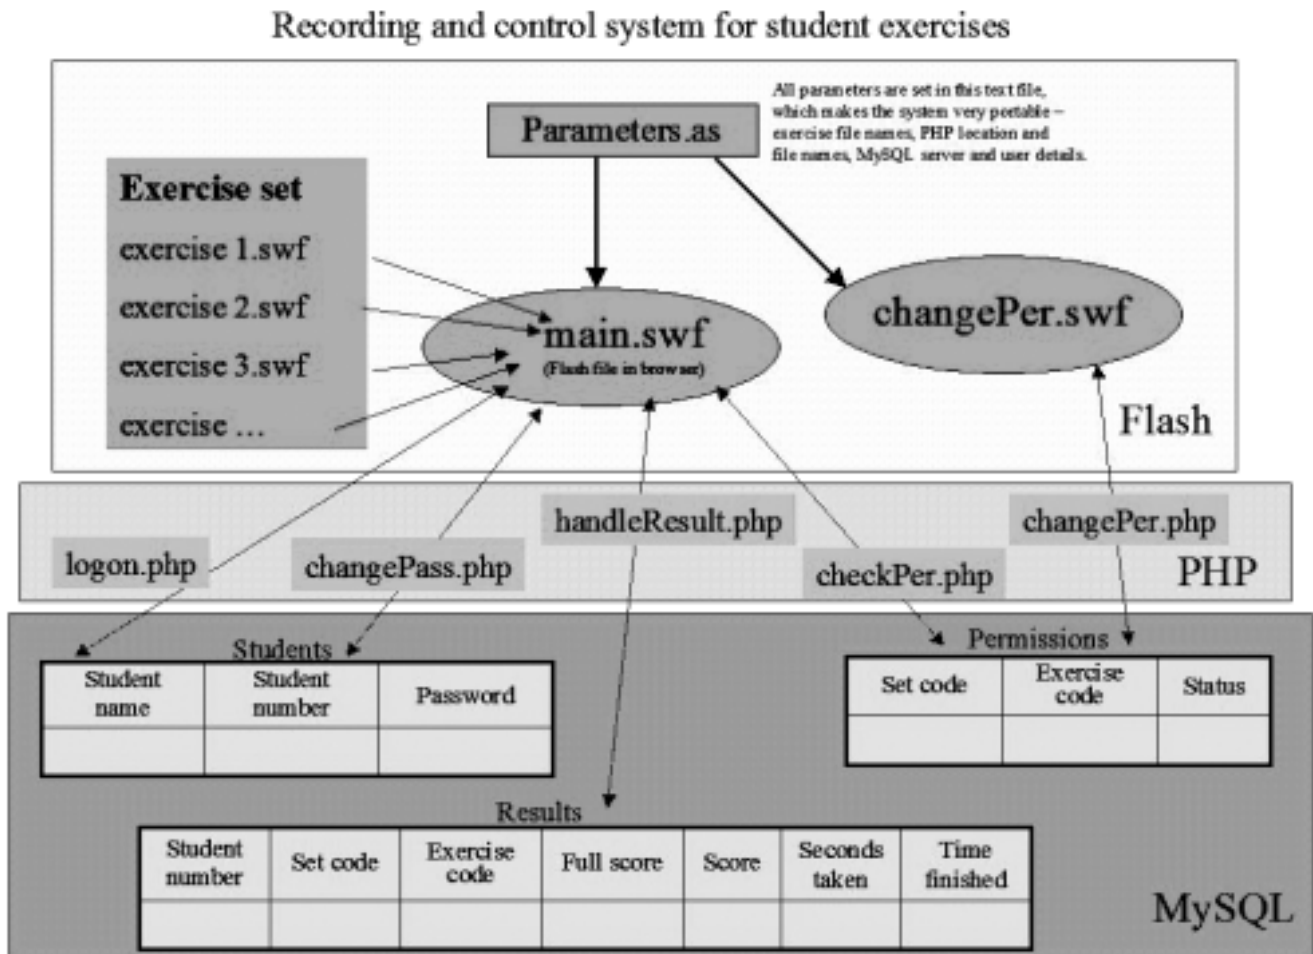 Recording and control system for student exercises
All parameters are set in this text file,
which makes the system very portable –
exercise file names, PHP location and
file names, MySQL server and user details.
Parameters.as
Exercise set
exercise 1.swf
exercise 2.swf
exercise 3.swf
exercise …
main.swf
(Flash file in browser)
changePer.swf
Flash
logon.php
changePass.php
handleResult.php
checkPer.php
changePer.php
PHP
Students
Student name
Student number
Password
Permissions
Set code
Exercise code
Status
Results
Student number
Set code
Exercise code
Full score
Score
Seconds taken
Time finished
MySQL